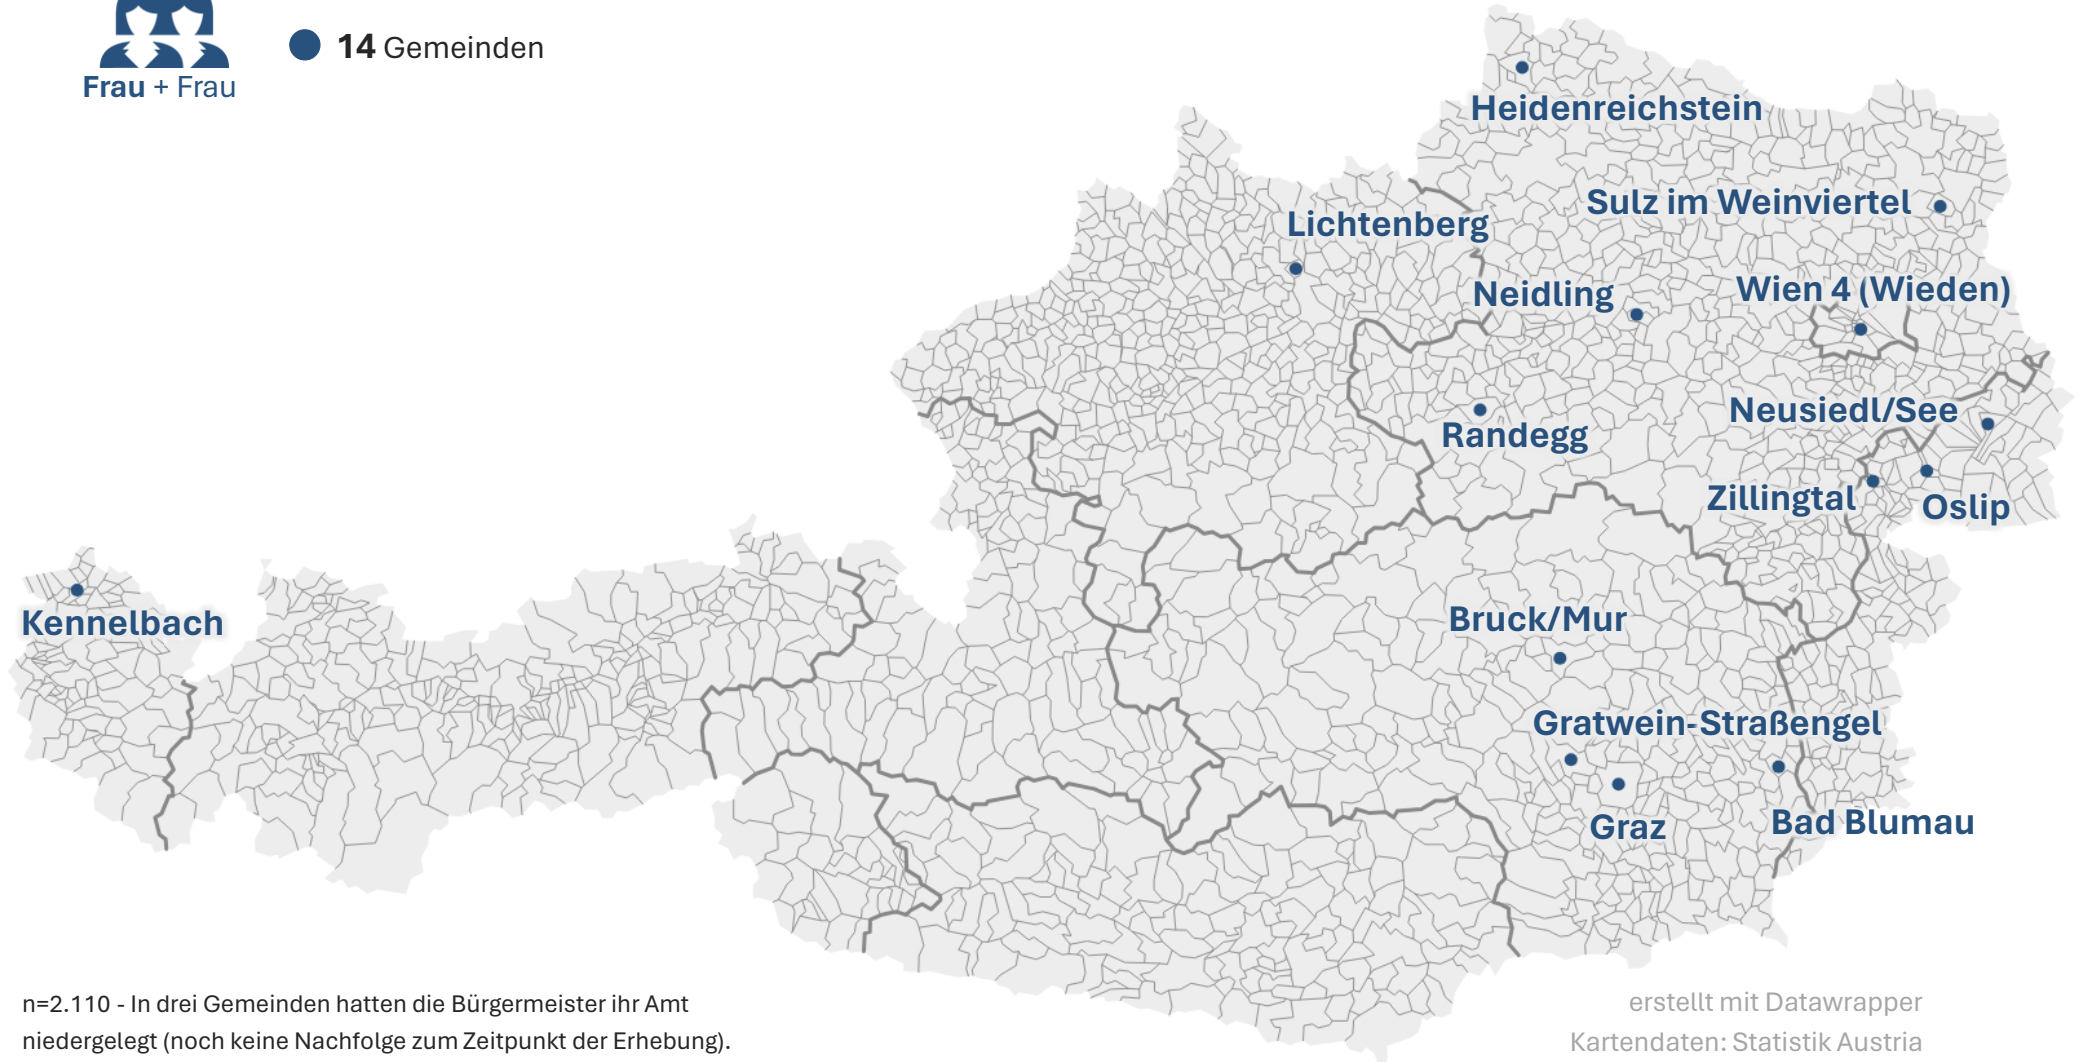 14 Gemeinden
Frau + Frau
Heidenreichstein
Sulz im Weinviertel
Lichtenberg
Neidling
Wien 4 (Wieden)
Neusiedl/See
Randegg
Zillingtal
Oslip
Kennelbach
Bruck/Mur
Gratwein-Straßengel
Graz
Bad Blumau
n=2.110 - In drei Gemeinden hatten die Bürgermeister ihr Amt
niedergelegt (noch keine Nachfolge zum Zeitpunkt der Erhebung).
erstellt mit Datawrapper
Kartendaten: Statistik Austria